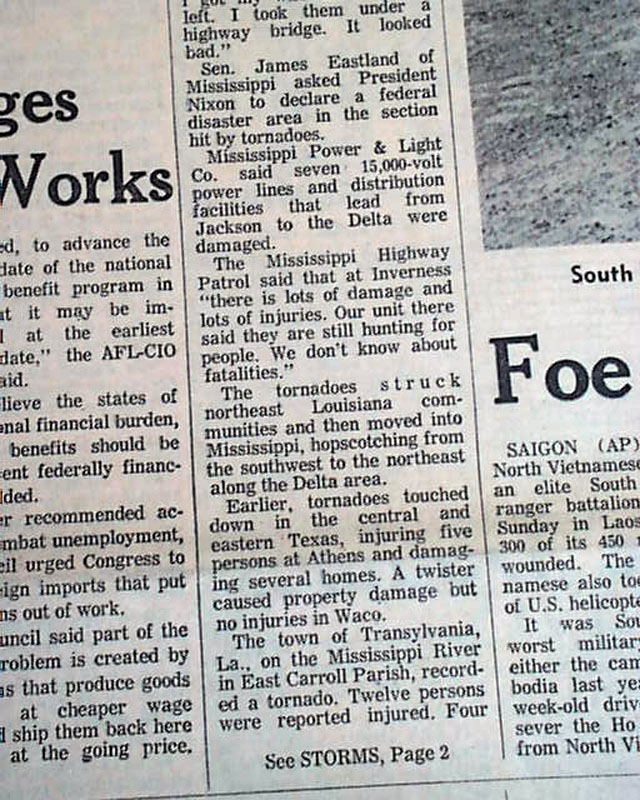 ges
Works
ed, to advance the
date of the national
benefit program in
at it may be im-
l at the earliest
date," the AFL-CIO
aid.
lieve the states of
onal financial burden,
benefits should be
ent federally financ-
ded.
er recommended ac-
mbat unemployment,
cil urged Congress to
eign imports that put
ns out of work.
uncil said part of the
roblem is created by
ns that produce goods
at cheaper wage
d ship them back here
at the going price.
left. I took them under a
highway bridge. It looked
bad."
Sen. James Eastland of
Mississippi asked President
Nixon to declare a federal
disaster area in the section
hit by tornadoes.
Mississippi Power & Light
Co. said seven 15,000-volt
power lines and distribution
facilities that lead from
Jackson to the Delta were
damaged.
The Mississippi Highway
Patrol said that at Inverness
"there is lots of damage and
lots of injuries. Our unit there
said they are still hunting for
people. We don't know about
fatalities."
The tornadoes struck
northeast Louisiana com-
munities and then moved into
Mississippi, hopscotching from
the southwest to the northeast
along the Delta area.
Earlier, tornadoes touched
down in the central and
eastern Texas, injuring five
persons at Athens and damag-
ing several homes. A twister
caused property damage but
no injuries in Waco.
The town of Transylvania,
La., on the Mississippi River
in East Carroll Parish, record-
ed a tornado. Twelve persons
were reported injured. Four
See STORMS, Page 2
South
Foe
SAIGON (AP)
North Vietnamese
an elite South
ranger battalion
Sunday in Laos
300 of its 450
wounded. The
namese also to
of U.S. helicopte
It was Sou
worst militar
either the cam
bodia last ye
week-old driv
sever the Ho
from North Vi